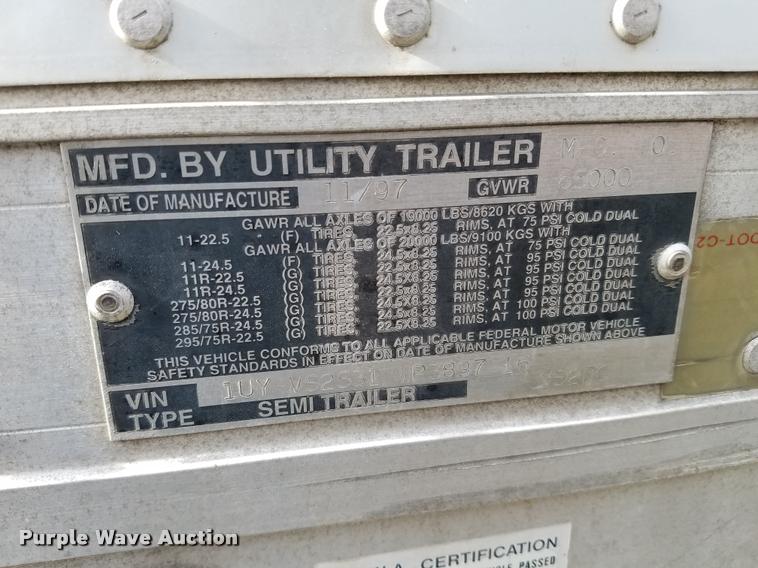 MFD. BY UTILITY TRAILER
DATE OF MANUFACTURE 11/97 GVWR
GAWR ALL AXLES OF 19000 LBS/8620 KGS WITH
11-22.5 (F) TIRES, 22.5x8.25 RIMS, AT 75 PSI COLD DUAL
GAWR ALL AXLES OF 20000 LBS/9100 KGS WITH
11-24.5 (F) TIRES, 24.5x8.25 RIMS, AT 75 PSI COLD DUAL
11R-22.5 (G) TIRES, 22.5x8.25 RIMS, AT 95 PSI COLD DUAL
11R-24.5 (G) TIRES, 24.5x8.25 RIMS, AT 95 PSI COLD DUAL
275/80R-22.5 (G) TIRES, 22.5x8.25 RIMS, AT 95 PSI COLD DUAL
275/80R-24.5 (G) TIRES, 24.5x8.25 RIMS, AT 95 PSI COLD DUAL
285/75R-24.5 (G) TIRES, 24.5x8.25 RIMS, AT 100 PSI COLD DUAL
295/75R-22.5 (G) TIRES, 22.5x8.25 RIMS, AT 100 PSI COLD DUAL
THIS VEHICLE CONFORMS TO ALL APPLICABLE FEDERAL MOTOR VEHICLE
SAFETY STANDARDS IN EFFECT ON DATE OF MANUFACTURE SHOWN ABOVE
VIN 1UY
TYPE SEMI TRAILER
DOT-C2
CERTIFICATION
PASSED
Purple Wave Auction